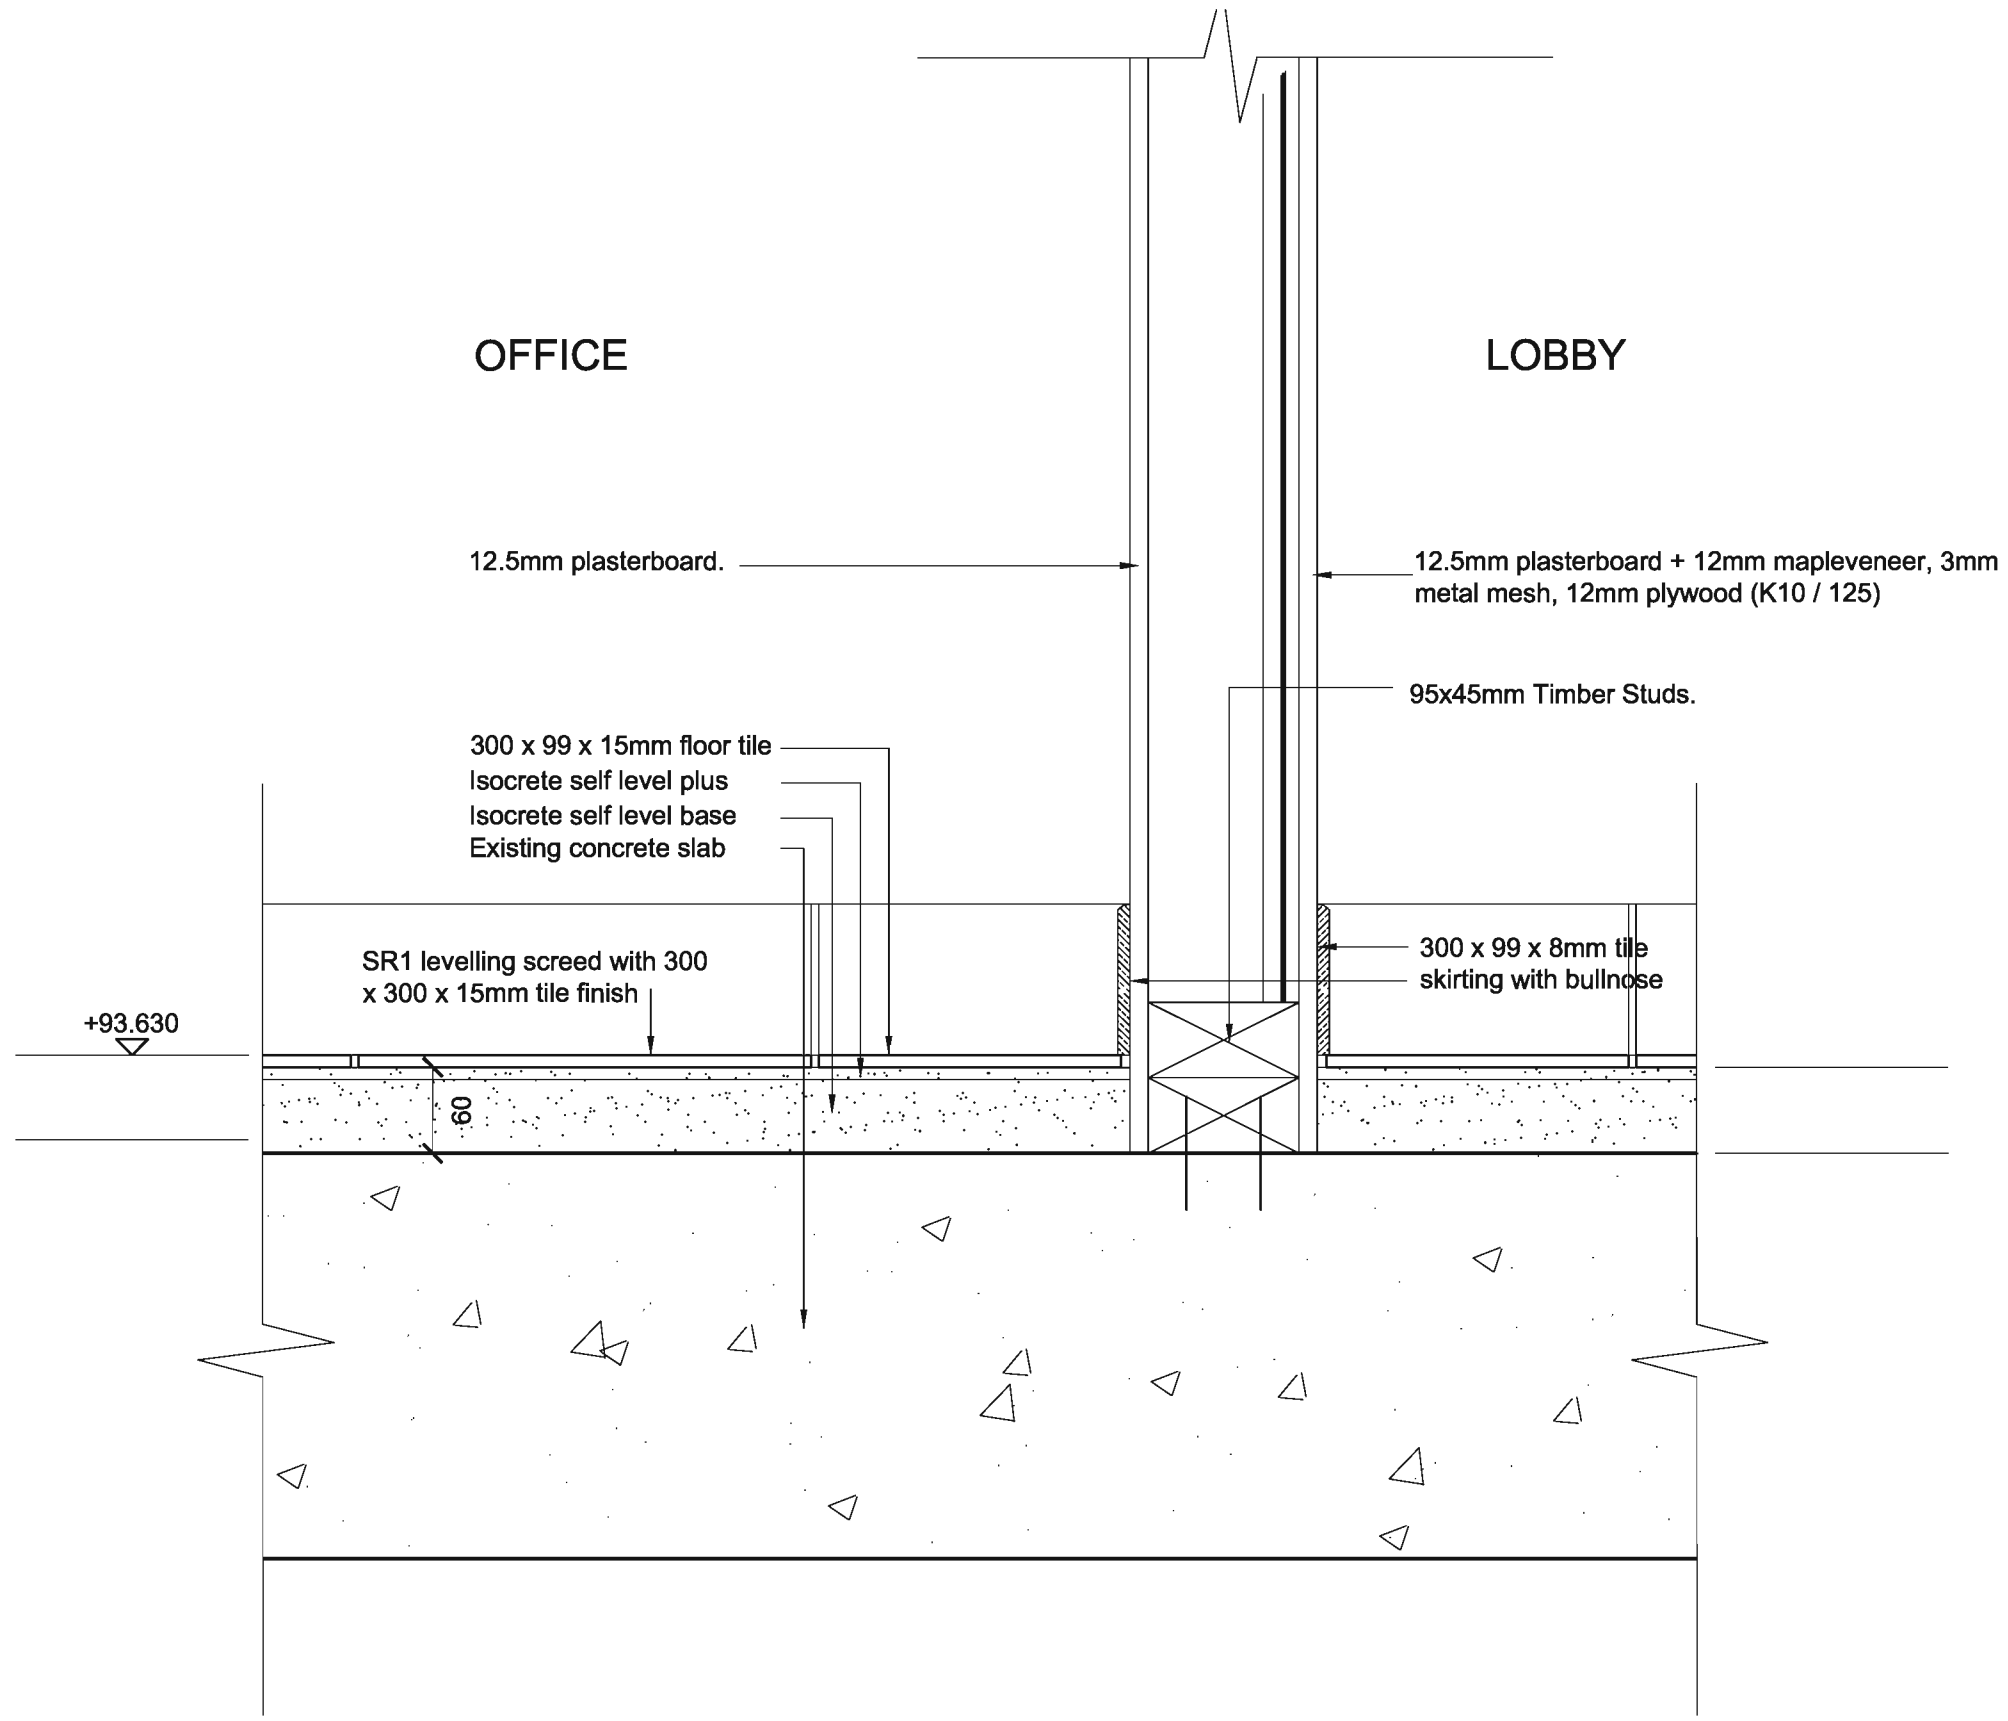 OFFICE
LOBBY
12.5mm plasterboard.
12.5mm plasterboard + 12mm mapleveneer, 3mm
metal mesh, 12mm plywood (K10 / 125)
95x45mm Timber Studs.
300 x 99 x 15mm floor tile
Isocrete self level plus
Isocrete self level base
Existing concrete slab
SR1 levelling screed with 300
x 300 x 15mm tile finish
300 x 99 x 8mm tile
skirting with bullnose
+93.630
60